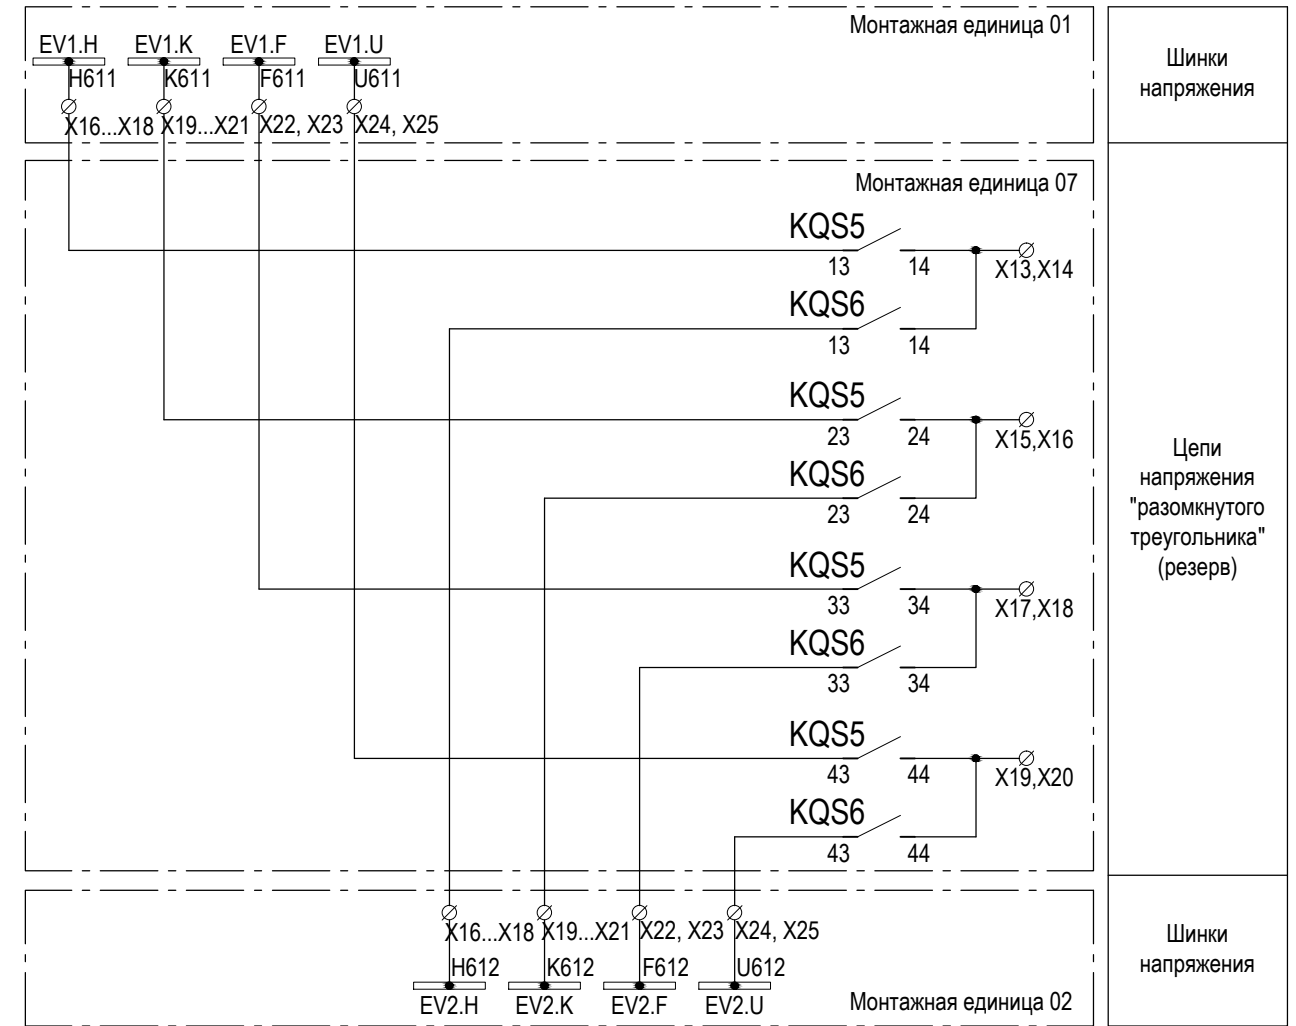 Монтажная единица 01
EV1.H EV1.K EV1.F EV1.U
H611 K611 F611 U611
X16...X18 X19...X21 X22, X23 X24, X25
Шинки
напряжения
Монтажная единица 07
KQS5
13 14 X13,X14
KQS6
13 14
KQS5
23 24 X15,X16
KQS6
23 24
KQS5
33 34 X17,X18
KQS6
33 34
KQS5
43 44 X19,X20
KQS6
43 44
Цепи
напряжения
"разомкнутого
треугольника"
(резерв)
X16...X18 X19...X21 X22, X23 X24, X25
H612 K612 F612 U612
EV2.H EV2.K EV2.F EV2.U
Монтажная единица 02
Шинки
напряжения